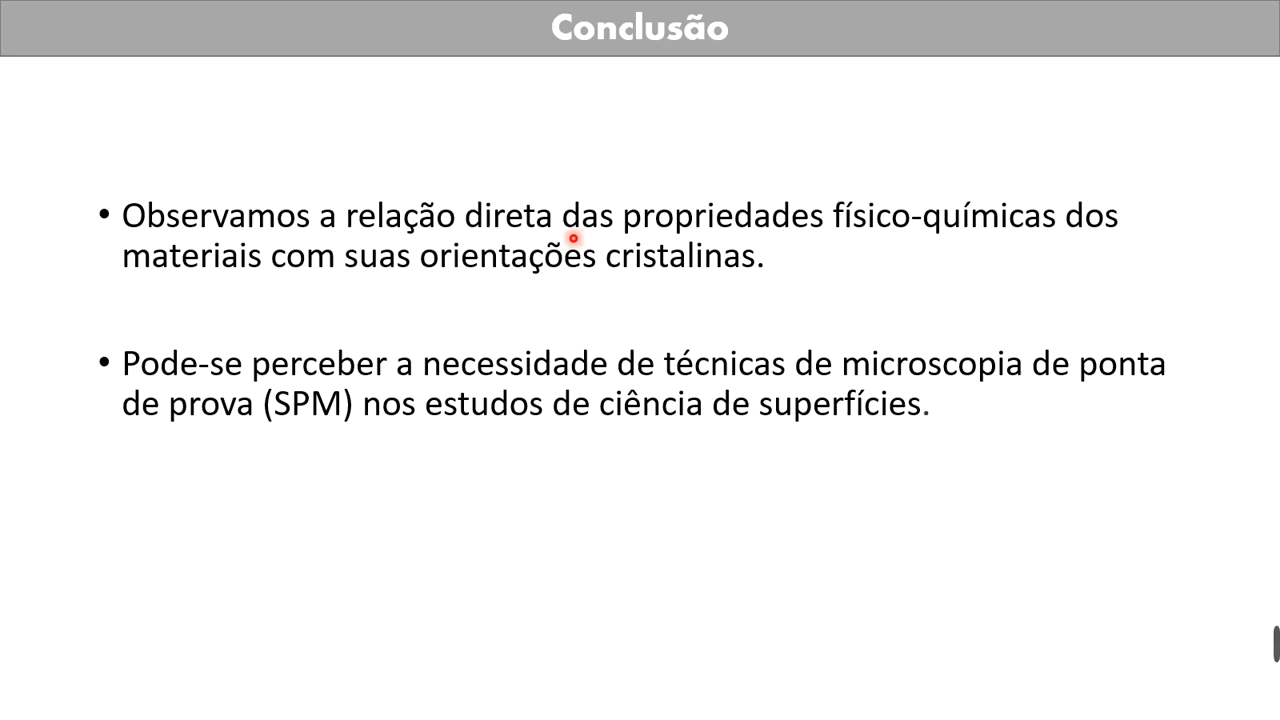 Conclusão
• Observamos a relação direta das propriedades físico-químicas dos
materiais com suas orientações cristalinas.
• Pode-se perceber a necessidade de técnicas de microscopia de ponta
de prova (SPM) nos estudos de ciência de superfícies.